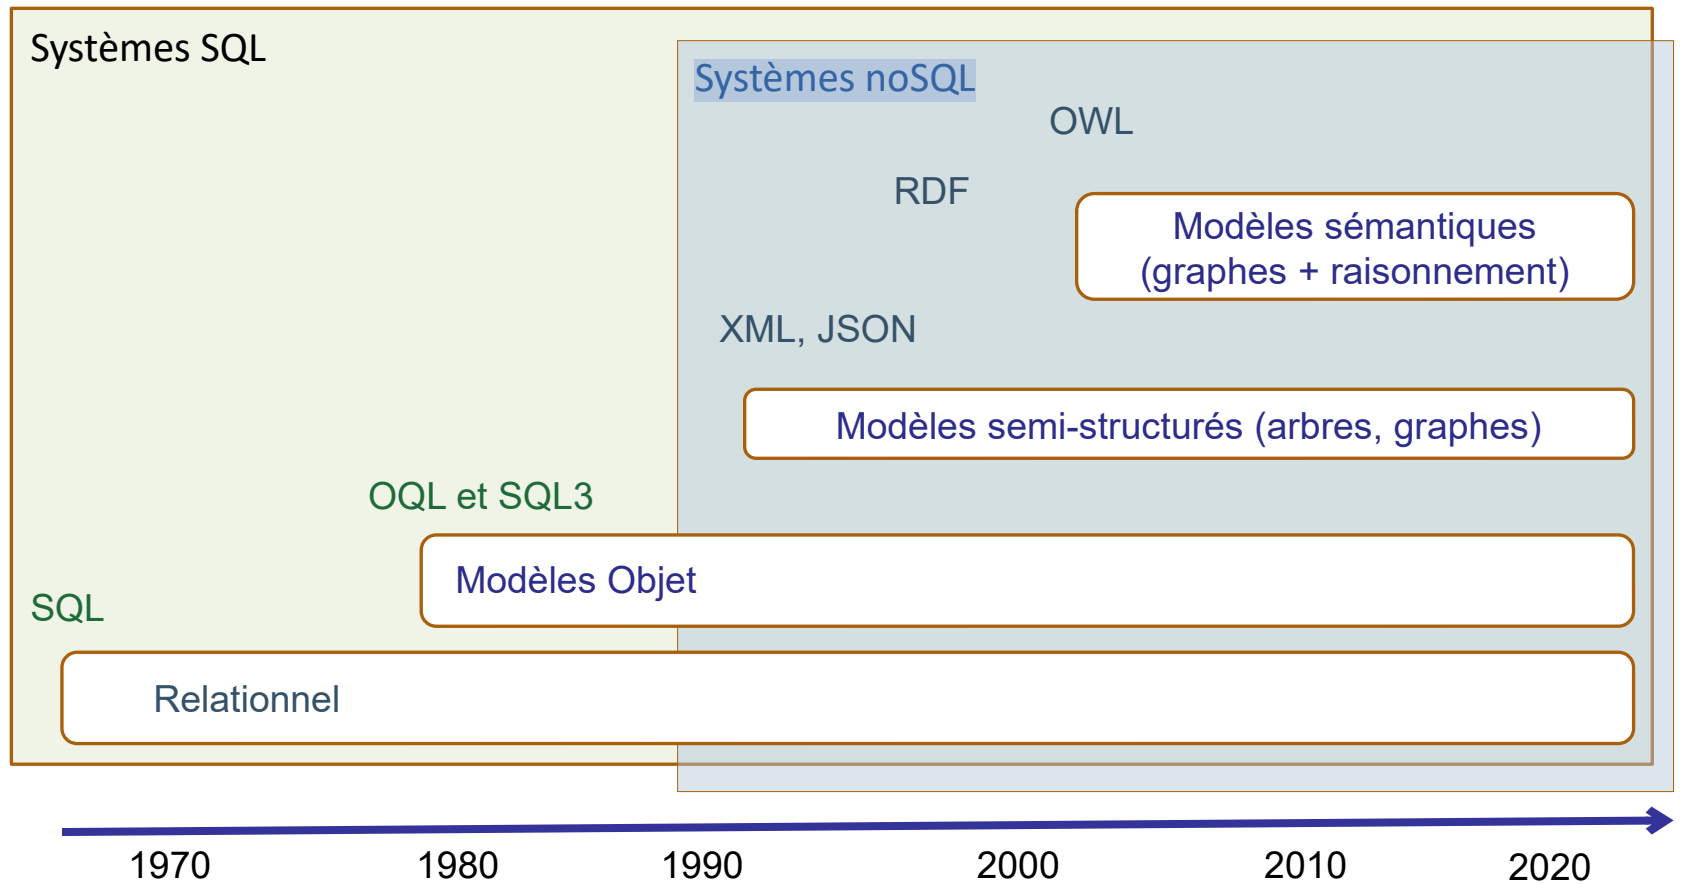 Systèmes SQL
Systèmes noSQL
OWL
RDF
Modèles sémantiques
(graphes + raisonnement)
XML, JSON
Modèles semi-structurés (arbres, graphes)
OQL et SQL3
Modèles Objet
SQL
Relationnel
1970 1980 1990 2000 2010 2020